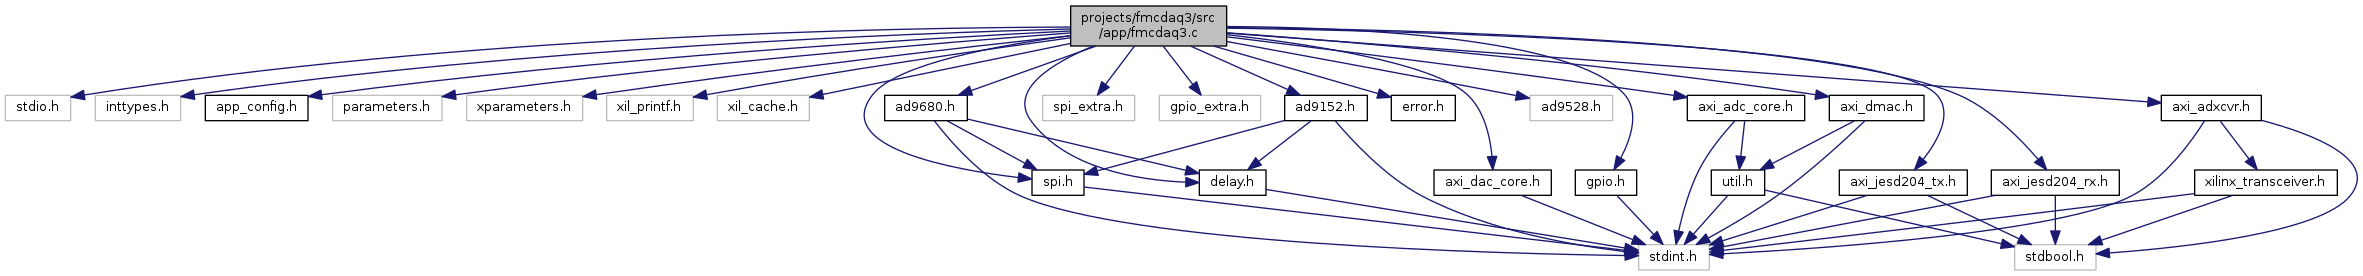 projects/fmcdaq3/src
/app/fmcdaq3.c
stdio.h
inttypes.h
app_config.h
parameters.h
xparameters.h
xil_printf.h
xil_cache.h
ad9680.h
spi_extra.h
gpio_extra.h
ad9152.h
error.h
ad9528.h
axi_adc_core.h
axi_dmac.h
axi_adxcvr.h
spi.h
delay.h
axi_dac_core.h
gpio.h
util.h
axi_jesd204_tx.h
axi_jesd204_rx.h
xilinx_transceiver.h
stdint.h
stdbool.h